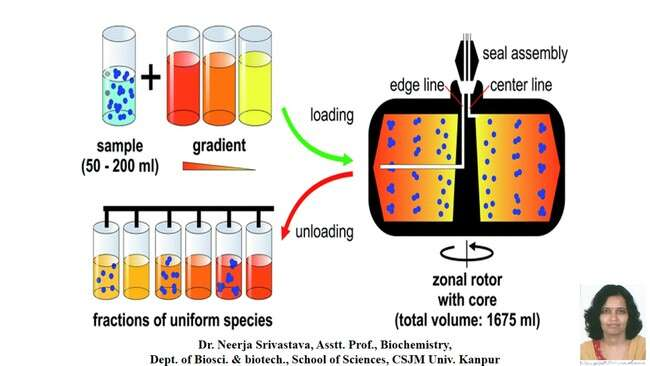 seal assembly
edge line
center line
loading
sample
(50 - 200 ml)
gradient
unloading
zonal rotor
with core
(total volume: 1675 ml)
fractions of uniform species
Dr. Neerja Srivastava, Asstt. Prof., Biochemistry,
Dept. of Biosci. & biotech., School of Sciences, CSJM Univ. Kanpur